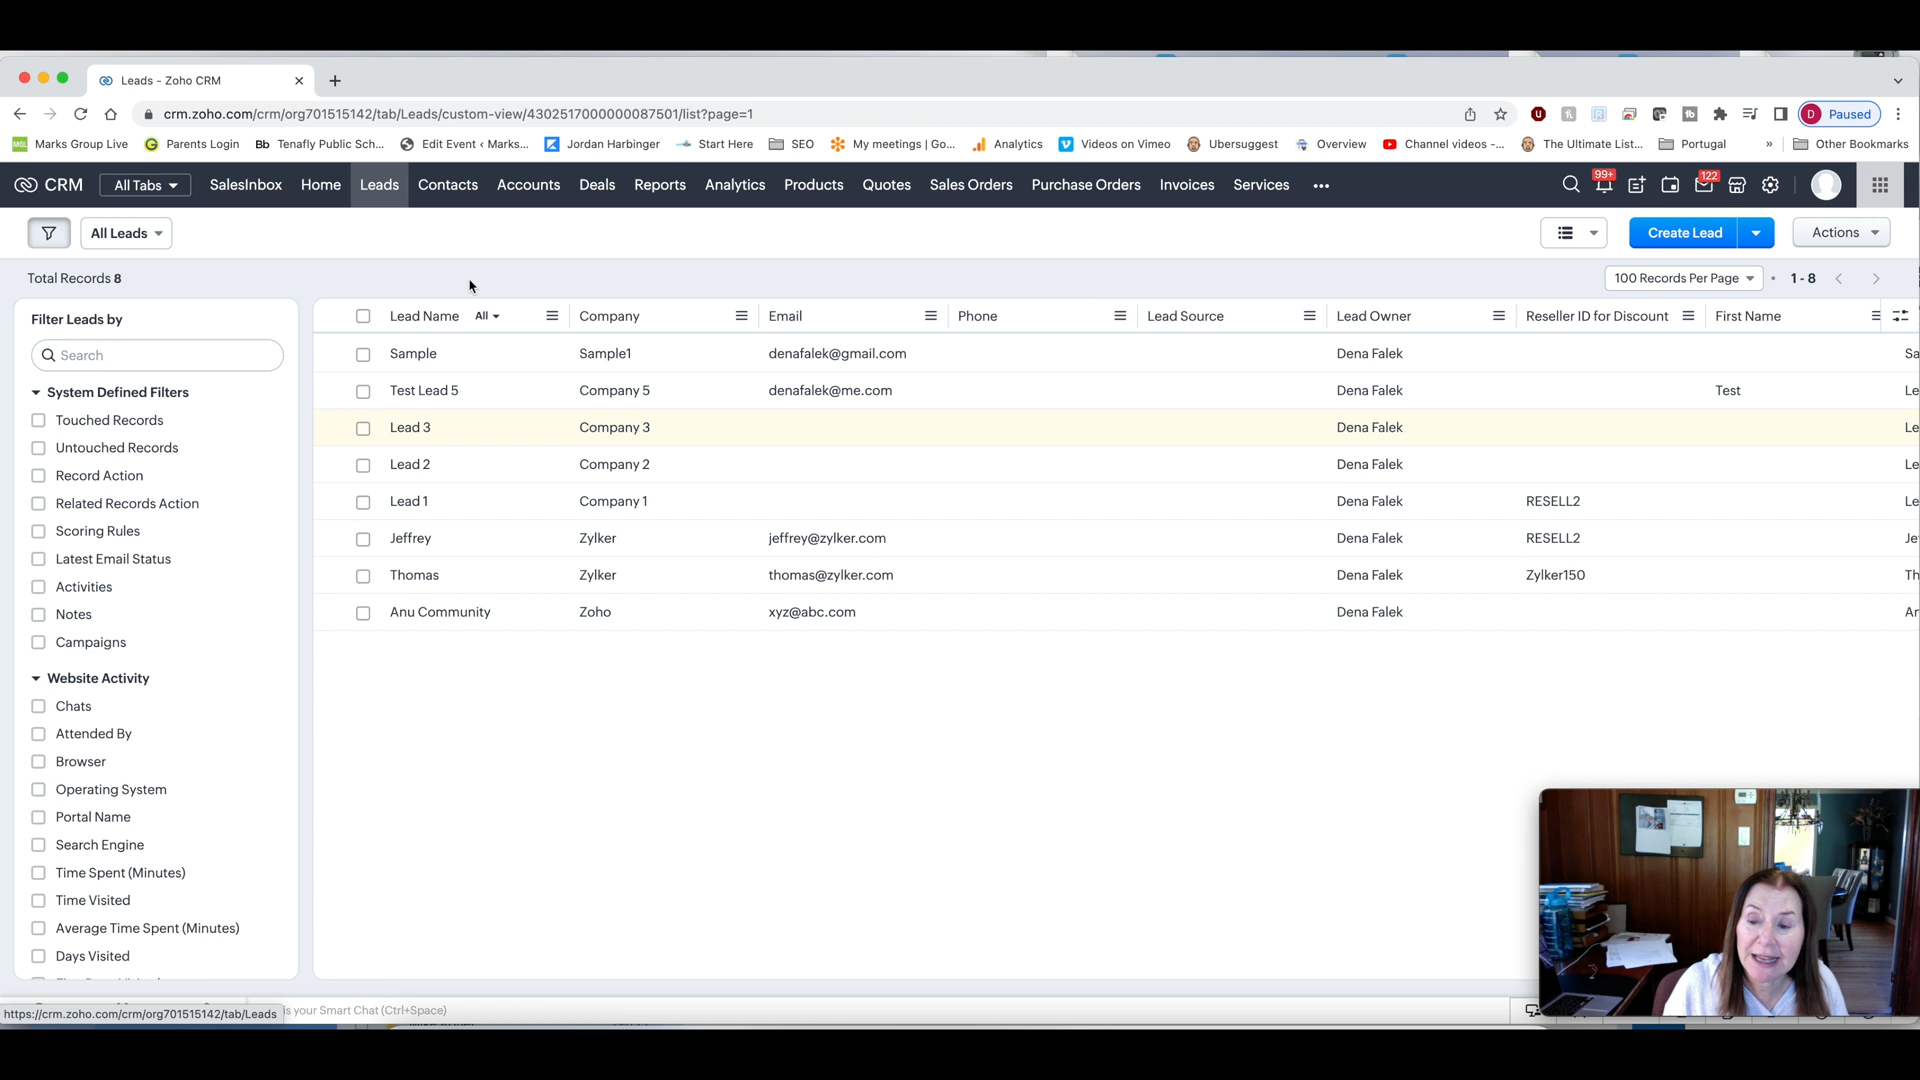 Leads - Zoho CRM
crm.zoho.com/crm/org701515142/tab/Leads/custom-view/4302517000000087501/list?page=1
D Paused
MGL Marks Group Live
Parents Login
Bb Tenafly Public Sch...
Edit Event ‹ Marks...
Jordan Harbinger
Start Here
SEO
My meetings | Go...
Analytics
Videos on Vimeo
Ubersuggest
Overview
Channel videos -...
The Ultimate List...
Portugal
»
Other Bookmarks
CRM
All Tabs
SalesInbox
Home
Leads
Contacts
Accounts
Deals
Reports
Analytics
Products
Quotes
Sales Orders
Purchase Orders
Invoices
Services
99+
122
All Leads
Create Lead
Actions
Total Records 8
100 Records Per Page
1 - 8
Filter Leads by
Search
System Defined Filters
Touched Records
Untouched Records
Record Action
Related Records Action
Scoring Rules
Latest Email Status
Activities
Notes
Campaigns
Website Activity
Chats
Attended By
Browser
Operating System
Portal Name
Search Engine
Time Spent (Minutes)
Time Visited
Average Time Spent (Minutes)
Days Visited
Lead Name All Company Email Phone Lead Source Lead Owner Reseller ID for Discount First Name
Sample Sample1 denafalek@gmail.com Dena Falek Sa
Test Lead 5 Company 5 denafalek@me.com Dena Falek Test Le
Lead 3 Company 3 Dena Falek Le
Lead 2 Company 2 Dena Falek Le
Lead 1 Company 1 Dena Falek RESELL2 Le
Jeffrey Zylker jeffrey@zylker.com Dena Falek RESELL2 Je
Thomas Zylker thomas@zylker.com Dena Falek Zylker150 Th
Anu Community Zoho xyz@abc.com Dena Falek Ar
https://crm.zoho.com/crm/org701515142/tab/Leads
is your Smart Chat (Ctrl+Space)